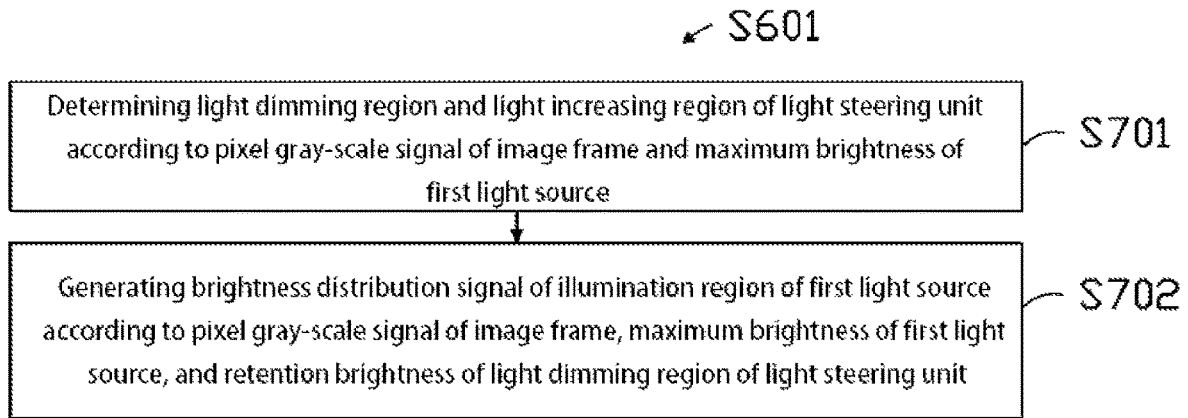 S601
Determining light dimming region and light increasing region of light steering unit
according to pixel gray-scale signal of image frame and maximum brightness of
first light source
S701
Generating brightness distribution signal of illumination region of first light source
according to pixel gray-scale signal of image frame, maximum brightness of first light
source, and retention brightness of light dimming region of light steering unit
S702